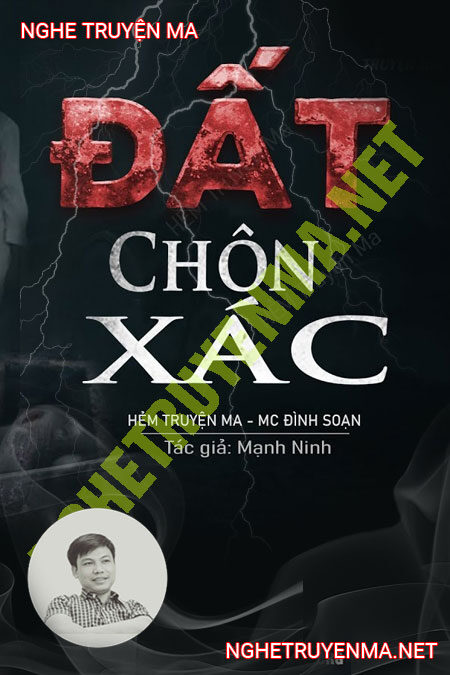 NGHE TRUYỆN MA
ĐẤT
CHÔN
XÁC
HẺM TRUYỆN MA - MC ĐÌNH SOẠN
Tác giả: Mạnh Ninh
NGHETRUYENMA.NET
NGHETRUYENMA.NET